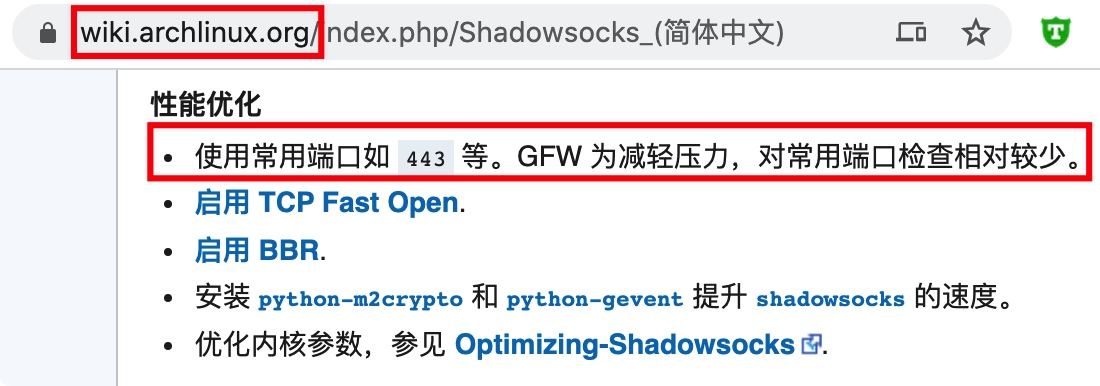 wiki.archlinux.org/index.php/Shadowsocks_(简体中文)
性能优化
• 使用常用端口如 443 等。GFW 为减轻压力，对常用端口检查相对较少。
• 启用 TCP Fast Open.
• 启用 BBR.
• 安装 python-m2crypto 和 python-gevent 提升 shadowsocks 的速度。
• 优化内核参数，参见 Optimizing-Shadowsocks.